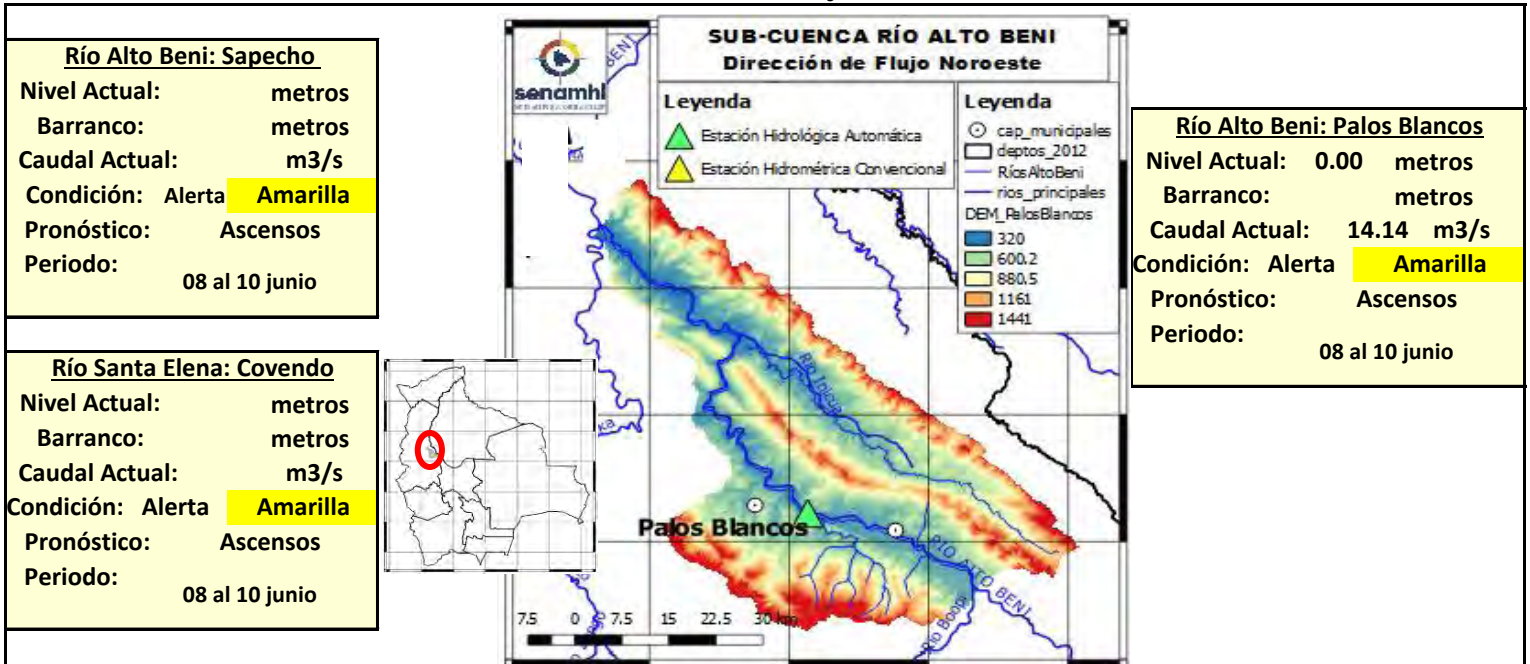 Río Alto Beni: Sapecho
Nivel Actual: metros
Barranco: metros
Caudal Actual: m3/s
Condición: Alerta Amarilla
Pronóstico: Ascensos
Periodo:
08 al 10 junio
Río Santa Elena: Covendo
Nivel Actual: metros
Barranco: metros
Caudal Actual: m3/s
Condición: Alerta Amarilla
Pronóstico: Ascensos
Periodo:
08 al 10 junio
senamhi
BENI
SUB-CUENCA RÍO ALTO BENI
Dirección de Flujo Noroeste
Leyenda
Estación Hidrológica Automática
Estación Hidrométrica Convencional
Leyenda
cap_municipales
deptos_2012
RíosAltoBeni
rios_principales
DEM_PalosBlancos
320
600.2
880.5
1161
1441
Río Inicua
Palos Blancos
RÍO ALTO BENI
Río Boopi
7.5 0 7.5 15 22.5 30 km
Río Alto Beni: Palos Blancos
Nivel Actual: 0.00 metros
Barranco: metros
Caudal Actual: 14.14 m3/s
Condición: Alerta Amarilla
Pronóstico: Ascensos
Periodo:
08 al 10 junio